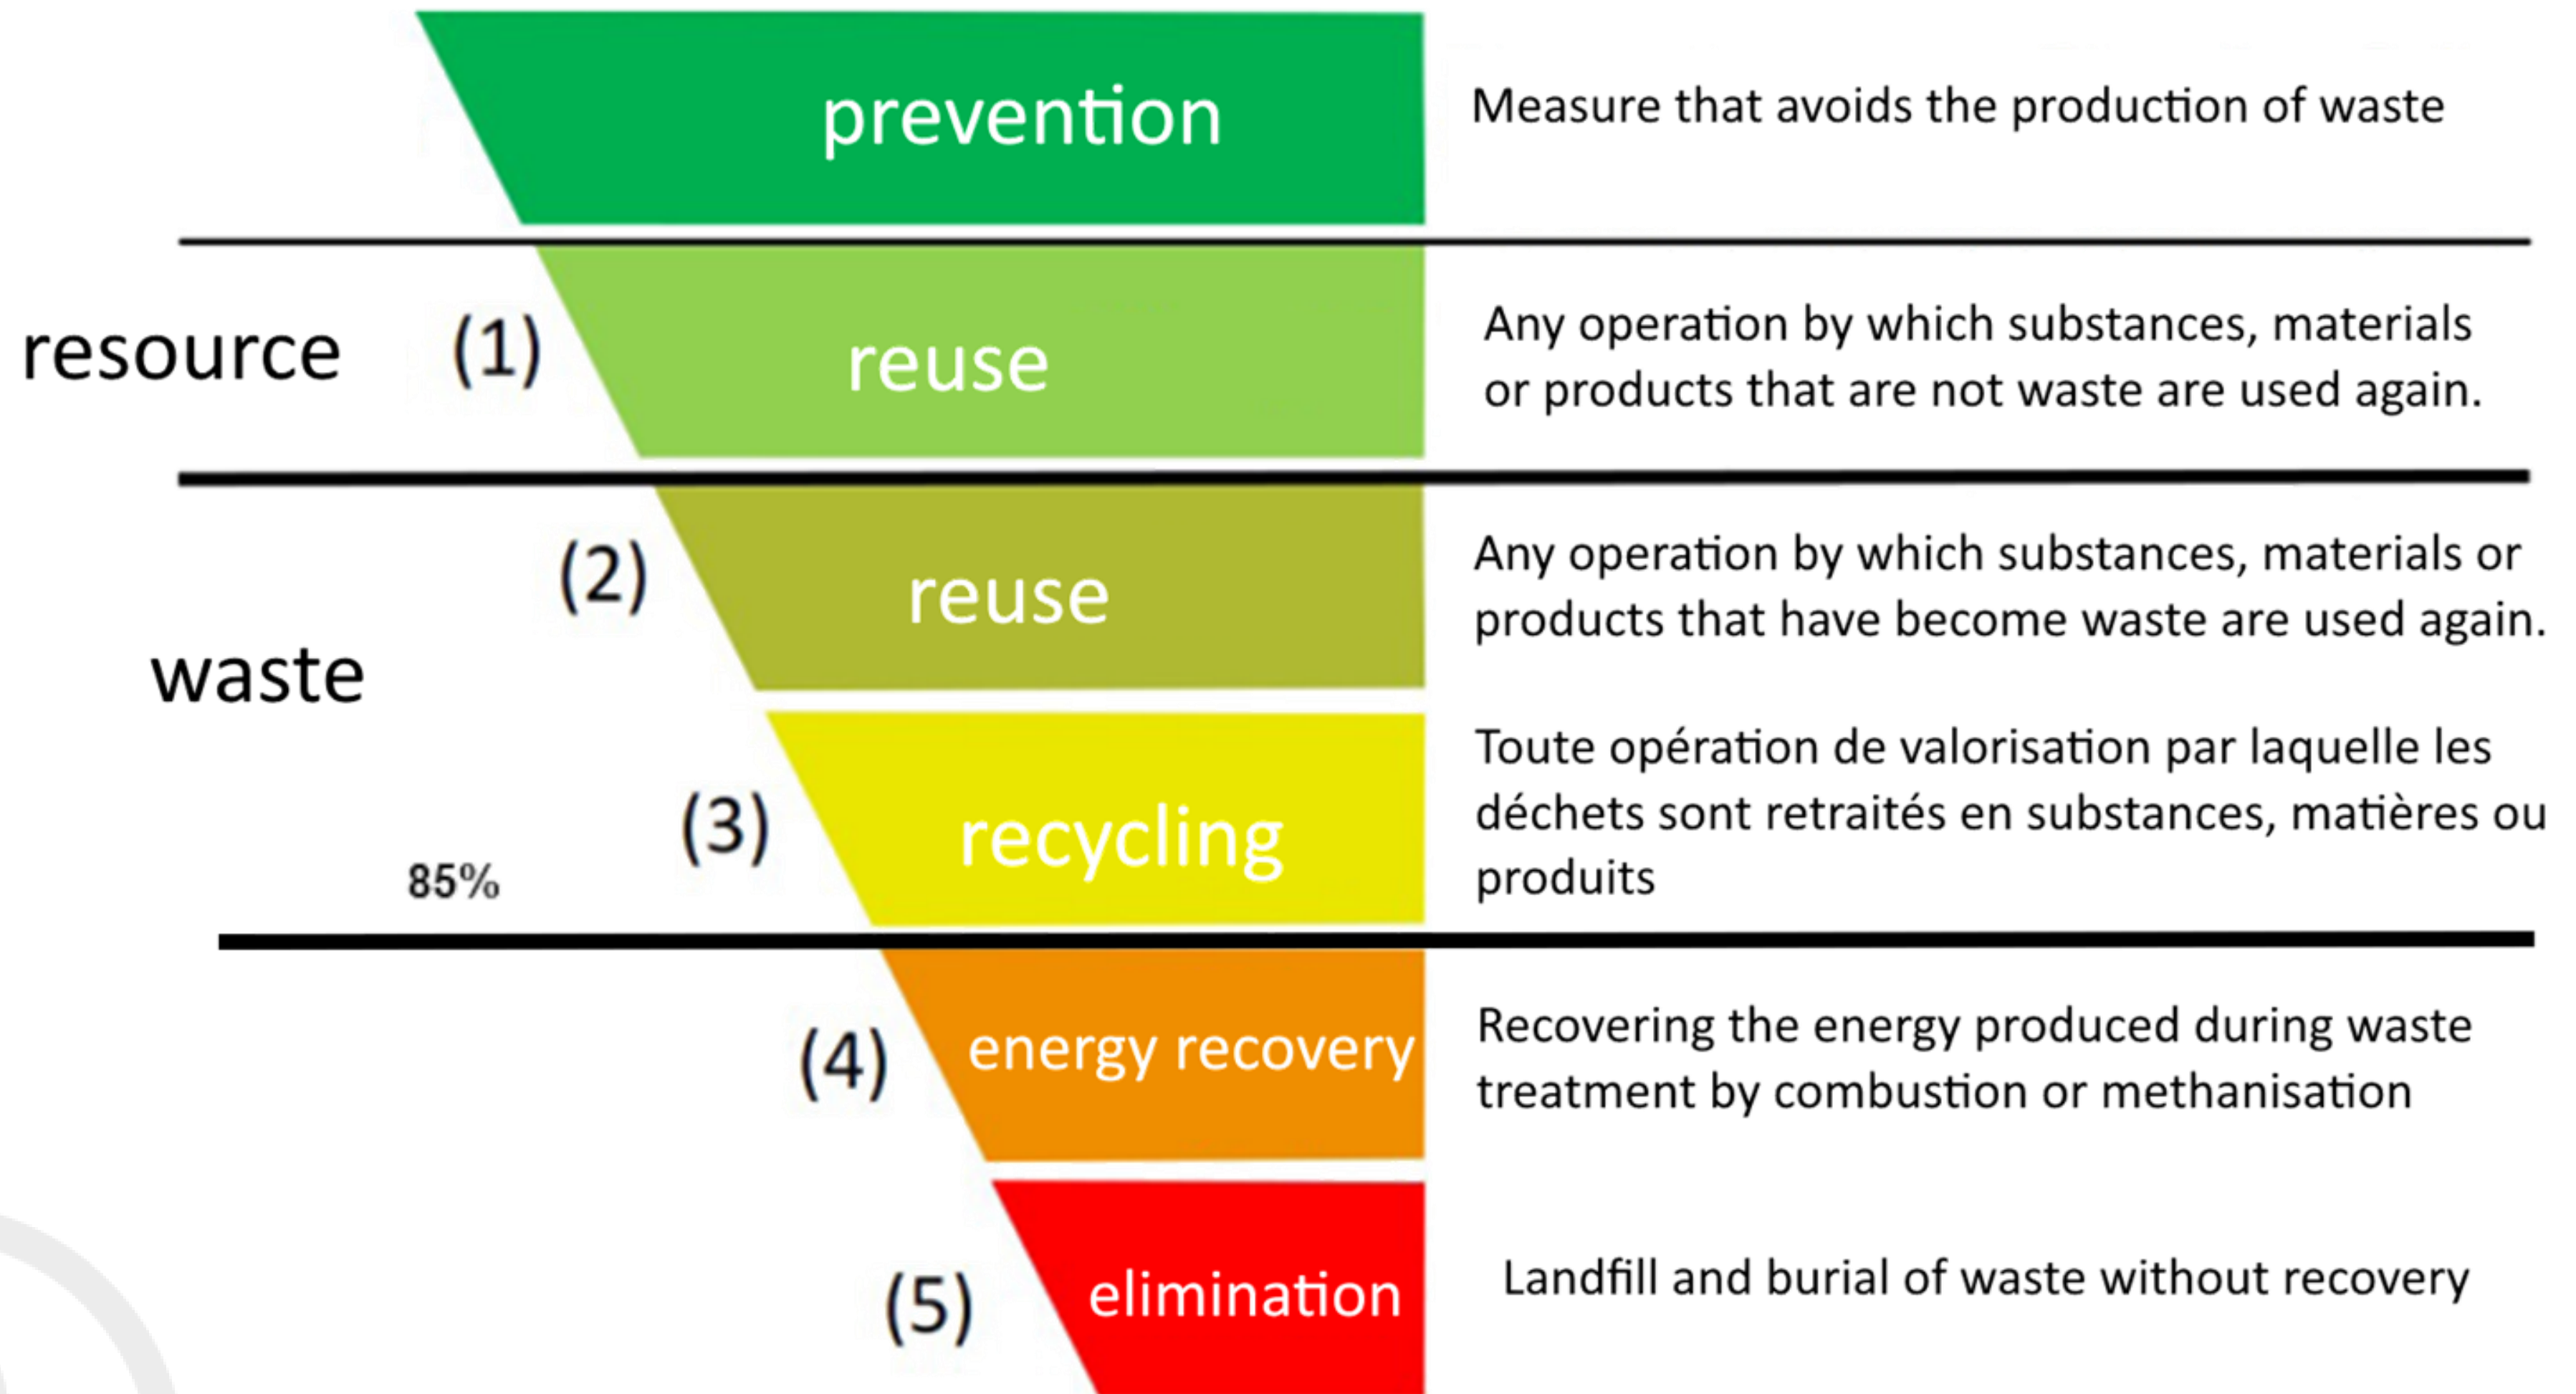 prevention
Measure that avoids the production of waste
resource
(1)
reuse
Any operation by which substances, materials
or products that are not waste are used again.
waste
(2)
reuse
Any operation by which substances, materials or
products that have become waste are used again.
85%
(3)
recycling
Toute opération de valorisation par laquelle les
déchets sont retraités en substances, matières ou
produits
(4)
energy recovery
Recovering the energy produced during waste
treatment by combustion or methanisation
(5)
elimination
Landfill and burial of waste without recovery